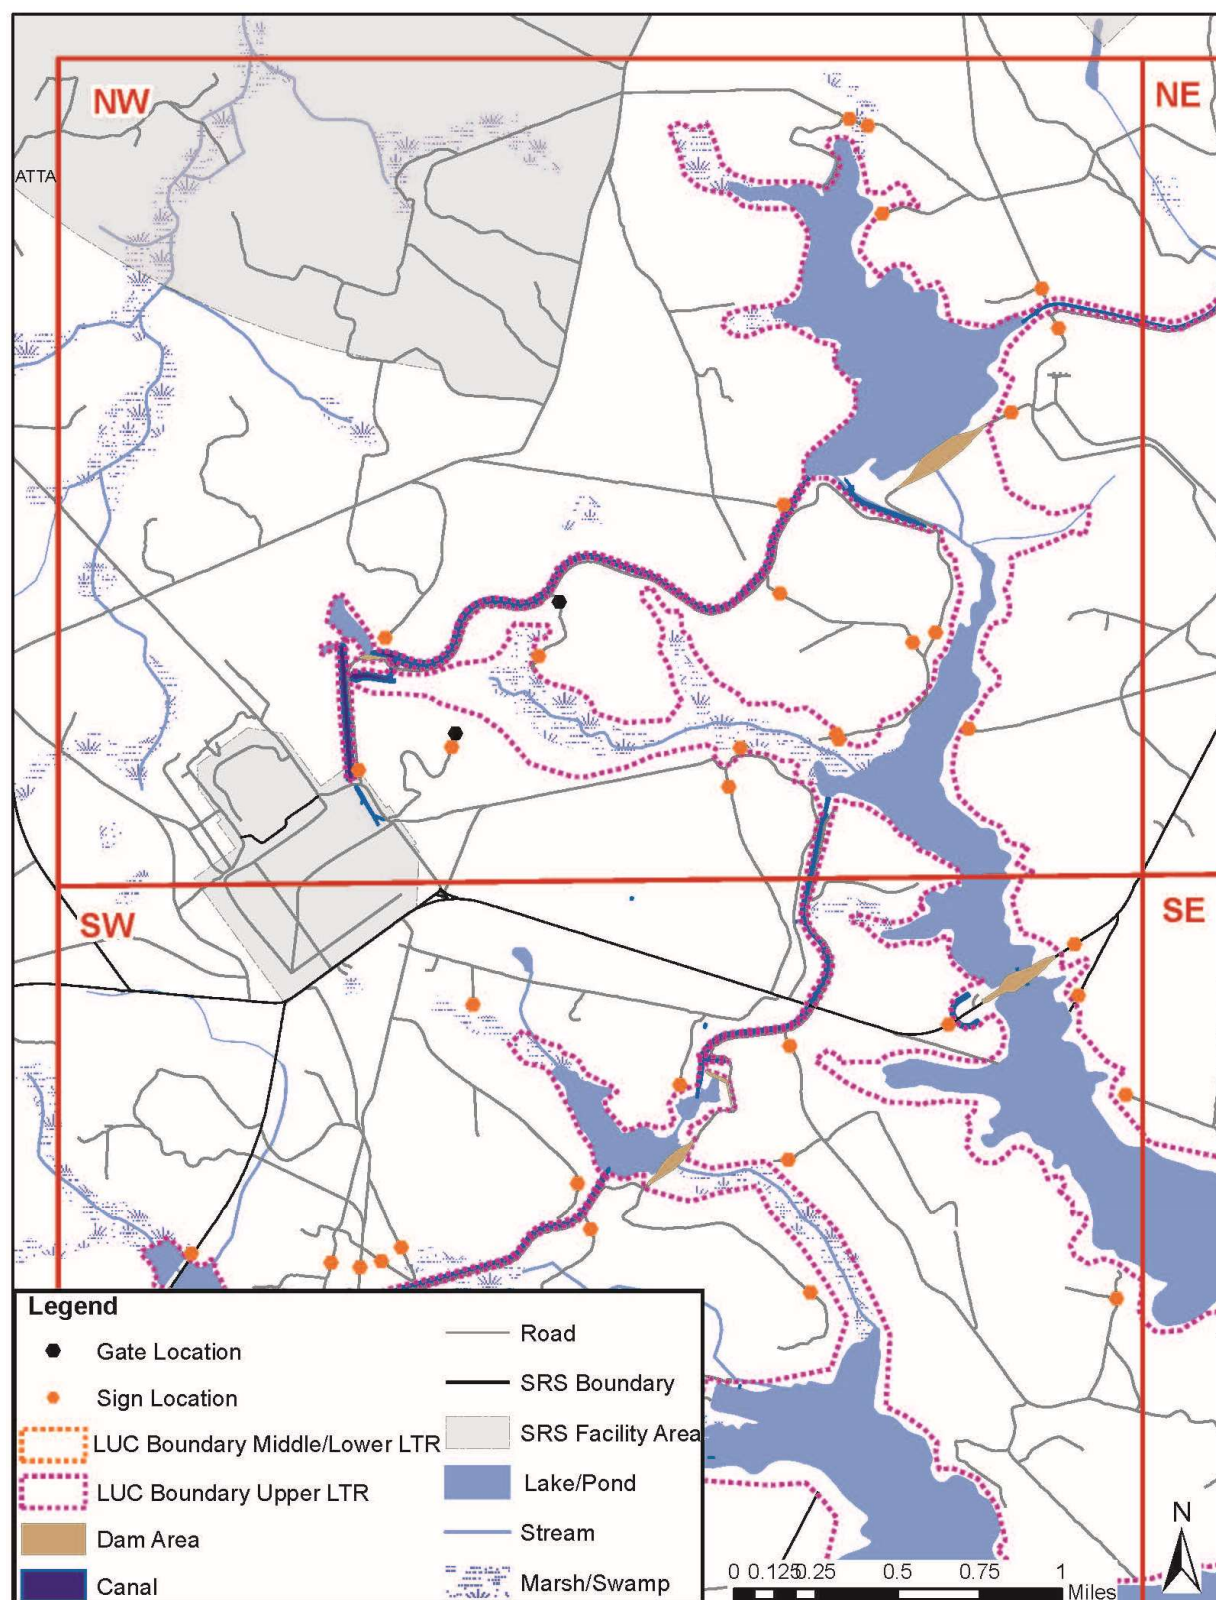 NW
NE
ATTA
SW
SE
Legend
Gate Location
Sign Location
LUC Boundary Middle/Lower LTR
LUC Boundary Upper LTR
Dam Area
Canal
Road
SRS Boundary
SRS Facility Area
Lake/Pond
Stream
Marsh/Swamp
N
0 0.125 0.25 0.5 0.75 1
Miles